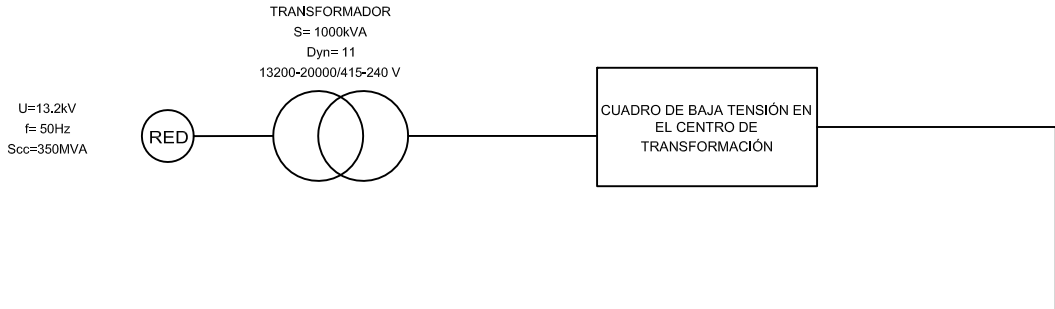 TRANSFORMADOR
S= 1000kVA
Dyn= 11
13200-20000/415-240 V
U=13.2kV
f= 50Hz
Scc=350MVA
RED
CUADRO DE BAJA TENSIÓN EN
EL CENTRO DE
TRANSFORMACIÓN